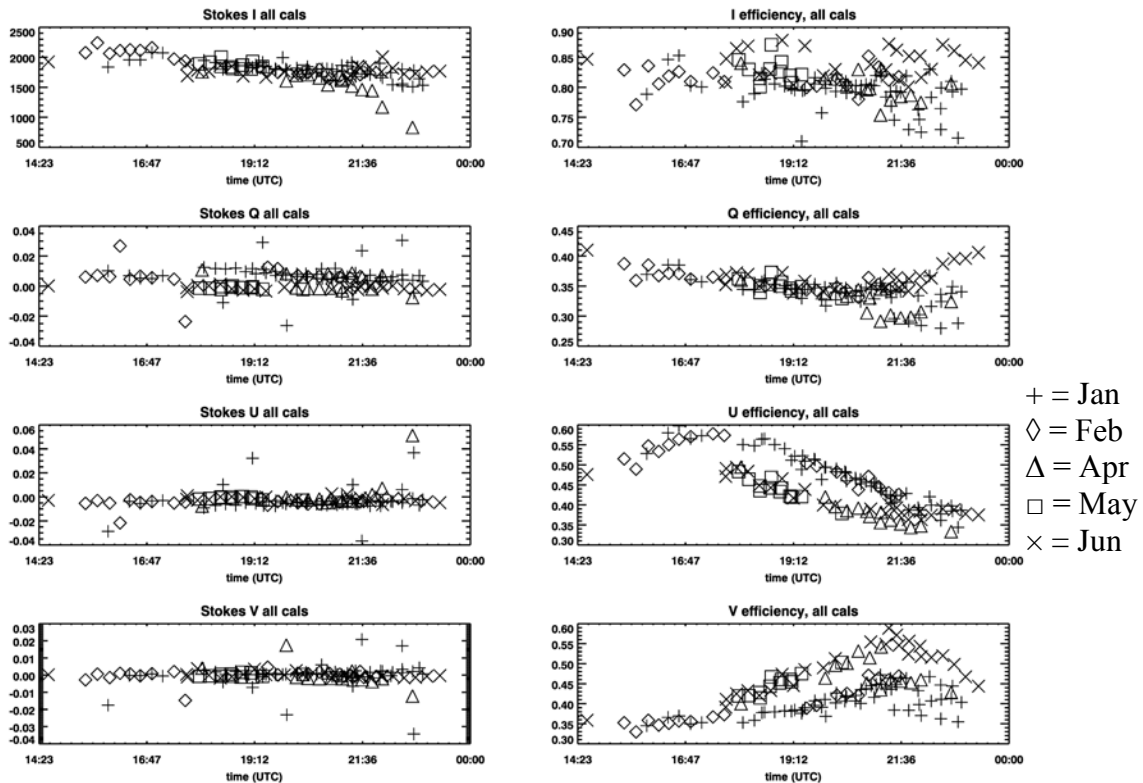 Stokes I all cals
2500
2000
1500
1000
500
14:23 16:47 19:12 21:36 00:00
time (UTC)
I efficiency, all cals
0.90
0.85
0.80
0.75
0.70
14:23 16:47 19:12 21:36 00:00
time (UTC)
Stokes Q all cals
0.04
0.02
0.00
-0.02
-0.04
14:23 16:47 19:12 21:36 00:00
time (UTC)
Q efficiency, all cals
0.45
0.40
0.35
0.30
0.25
14:23 16:47 19:12 21:36 00:00
time (UTC)
Stokes U all cals
0.06
0.04
0.02
0.00
-0.02
-0.04
14:23 16:47 19:12 21:36 00:00
time (UTC)
U efficiency, all cals
0.60
0.55
0.50
0.45
0.40
0.35
0.30
14:23 16:47 19:12 21:36 00:00
time (UTC)
+ = Jan
◊ = Feb
Δ = Apr
□ = May
× = Jun
Stokes V all cals
0.03
0.02
0.01
0.00
-0.01
-0.02
-0.03
-0.04
14:23 16:47 19:12 21:36 00:00
time (UTC)
V efficiency, all cals
0.60
0.55
0.50
0.45
0.40
0.35
0.30
14:23 16:47 19:12 21:36 00:00
time (UTC)